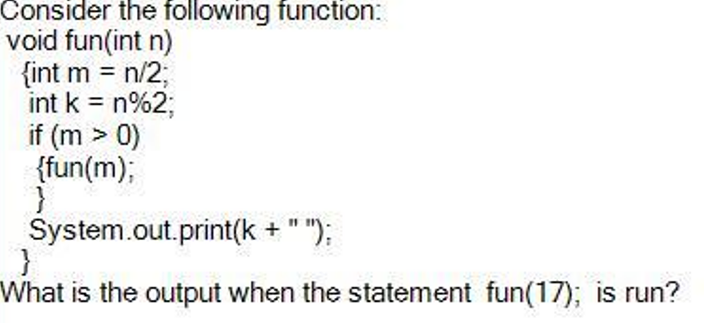 Consider the following function:
void fun(int n)
{int m = n/2;
int k = n%2;
if (m > 0)
{fun(m);
}
System.out.print(k + " ");
}
What is the output when the statement fun(17); is run?